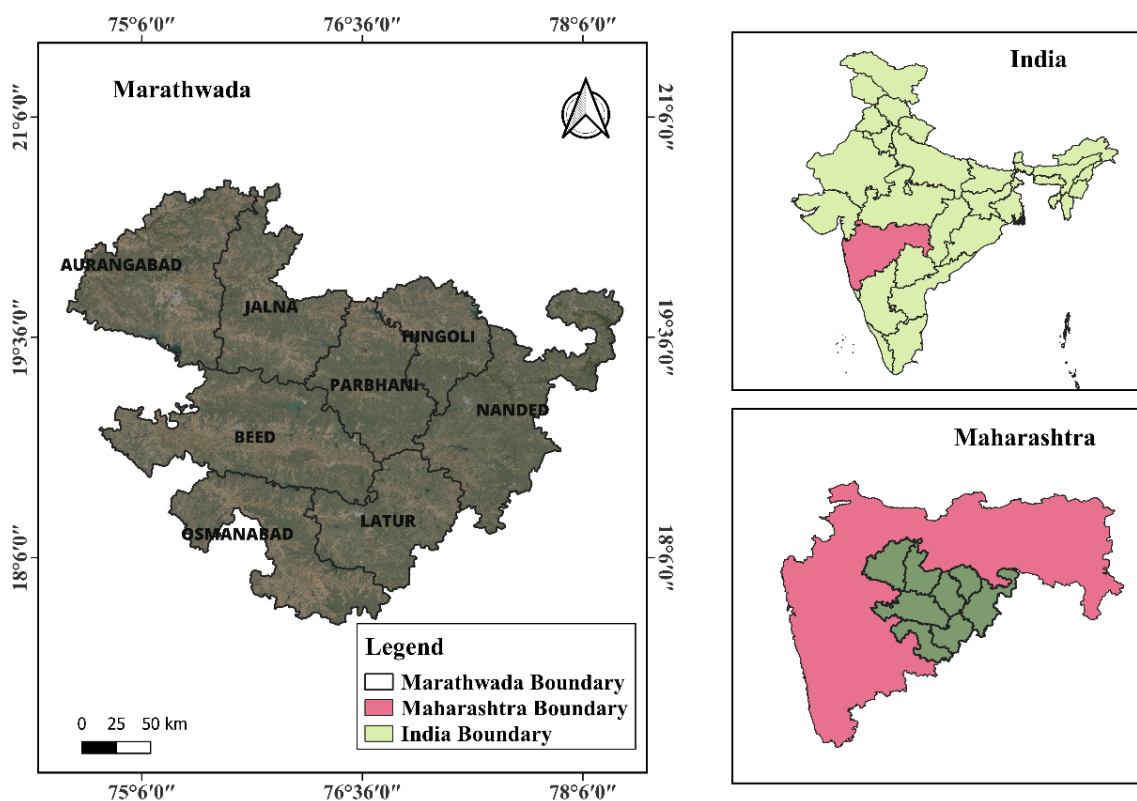 75°6′0″ 76°36′0″ 78°6′0″
Marathwada
21°6′0″
21°6′0″
AURANGABAD
JALNA
HINGOLI
19°36′0″
19°36′0″
PARBHANI
NANDED
BEED
LATUR
OSMANABAD
18°6′0″
18°6′0″
Legend
Marathwada Boundary
Maharashtra Boundary
India Boundary
0 25 50 km
75°6′0″ 76°36′0″ 78°6′0″
India
Maharashtra